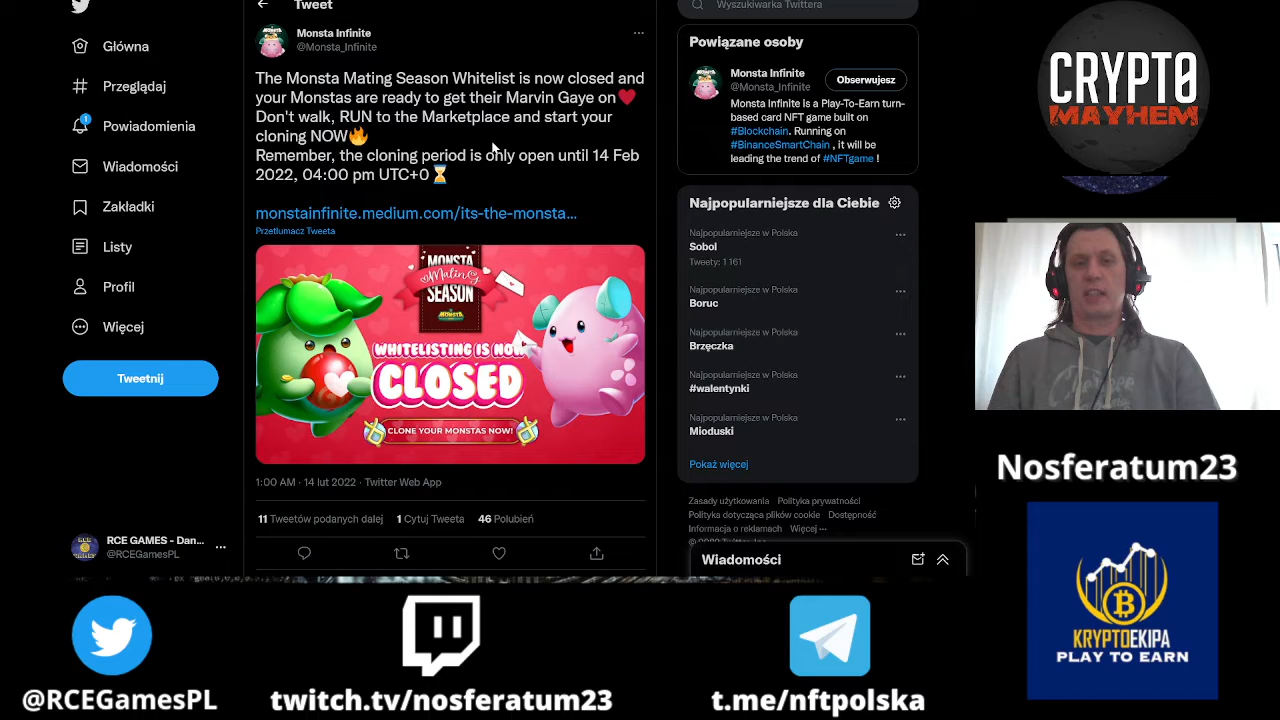 Tweet
Wyszukiwarka Twittera
Główna
Przeglądaj
1
Powiadomienia
Wiadomości
Zakładki
Listy
Profil
Więcej
Tweetnij
RCE GAMES - Dan...
@RCEGamesPL
Monsta Infinite
@Monsta_Infinite
The Monsta Mating Season Whitelist is now closed and
your Monstas are ready to get their Marvin Gaye on❤️
Don't walk, RUN to the Marketplace and start your
cloning NOW🔥
Remember, the cloning period is only open until 14 Feb
2022, 04:00 pm UTC+0⏳
monstainfinite.medium.com/its-the-monsta...
Przetłumacz Tweeta
MONSTA
Mating
SEASON
MONSTA
WHITELISTING IS NOW
CLOSED
CLONE YOUR MONSTAS NOW!
1:00 AM · 14 lut 2022 · Twitter Web App
11 Tweetów podanych dalej 1 Cytuj Tweeta 46 Polubień
Powiązane osoby
Monsta Infinite
@Monsta_Infinite
Obserwujesz
Monsta Infinite is a Play-To-Earn turn-
based card NFT game built on
#Blockchain. Running on
#BinanceSmartChain , it will be
leading the trend of #NFTgame !
Najpopularniejsze dla Ciebie
Najpopularniejsze w Polska
Sobol
Tweety: 1 161
Najpopularniejsze w Polska
Boruc
Najpopularniejsze w Polska
Brzęczka
Najpopularniejsze w Polska
#walentynki
Najpopularniejsze w Polska
Mioduski
Pokaż więcej
Zasady użytkowania Polityka prywatności
Polityka dotycząca plików cookie Dostępność
Informacja o reklamach Więcej ...
Wiadomości
CRYPTO
MAYHEM
Nosferatum23
KRYPTOEKIPA
PLAY TO EARN
@RCEGamesPL
twitch.tv/nosferatum23
t.me/nftpolska